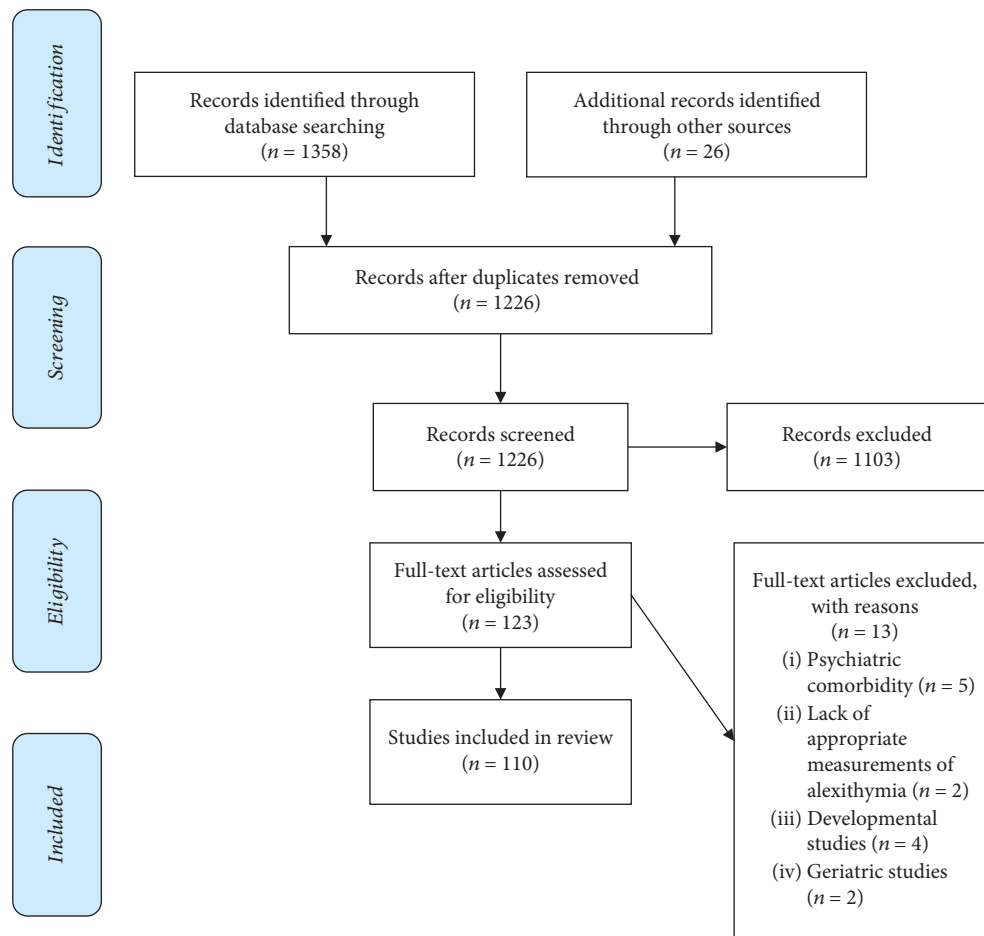 Identification
Records identified through
database searching
(n = 1358)
Additional records identified
through other sources
(n = 26)
Screening
Records after duplicates removed
(n = 1226)
Records screened
(n = 1226)
Records excluded
(n = 1103)
Eligibility
Full-text articles assessed
for eligibility
(n = 123)
Full-text articles excluded,
with reasons
(n = 13)
(i) Psychiatric
comorbidity (n = 5)
(ii) Lack of
appropriate
measurements of
alexithymia (n = 2)
(iii) Developmental
studies (n = 4)
(iv) Geriatric studies
(n = 2)
Included
Studies included in review
(n = 110)